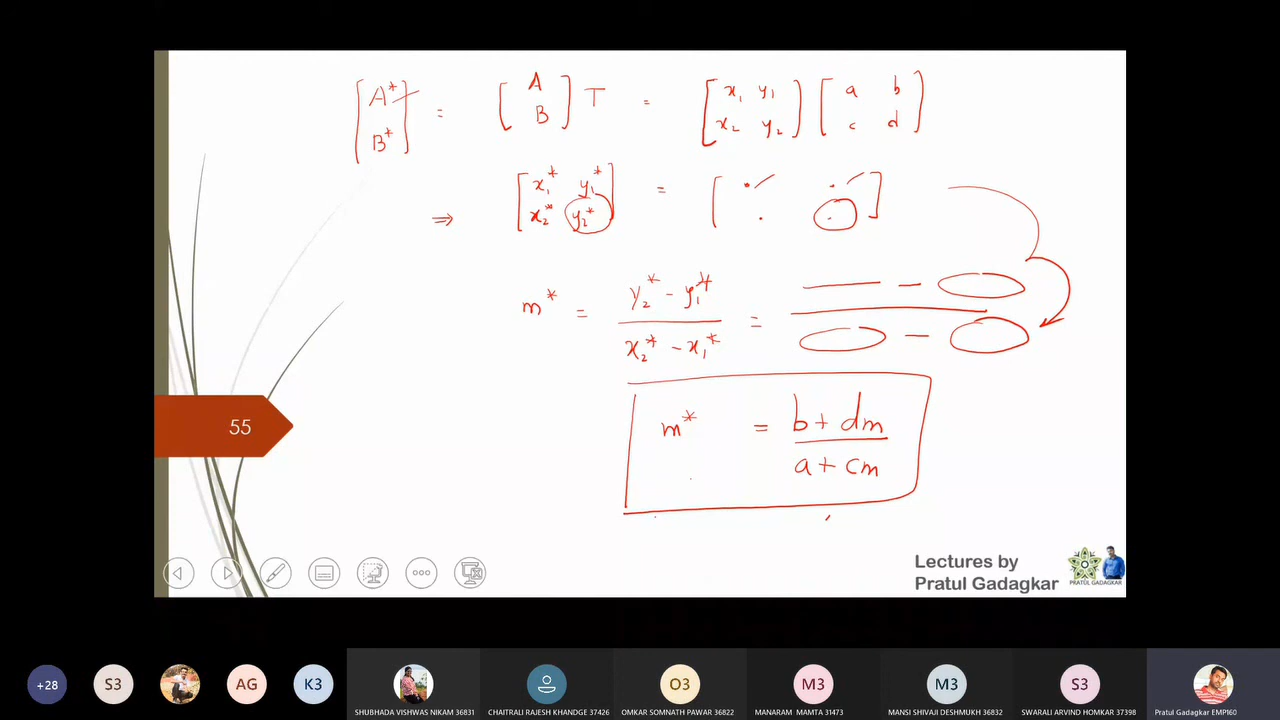 [A* B*] = [A B] T = [x₁ y₁ x₂ y₂] [a b c d]
⇒ [x₁* y₁* x₂* y₂*] = [. . . .]
m* = y₂* - y₁* / x₂* - x₁* = — - / -
m* = b + dm / a + cm
55
Lectures by
Pratul Gadagkar
PRATUL GADAGKAR
+28 S3 AG K3 O3 M3 M3 S3
SHUBHADA VISHWAS NIKAM 36831 CHAITRALI RAJESH KHANDGE 37426 OMKAR SOMNATH PAWAR 36822 MANARAM MAMTA 31473 MANSI SHIVAJI DESHMUKH 36832 SWARALI ARVIND HOMKAR 37398 Pratul Gadagkar EMP160